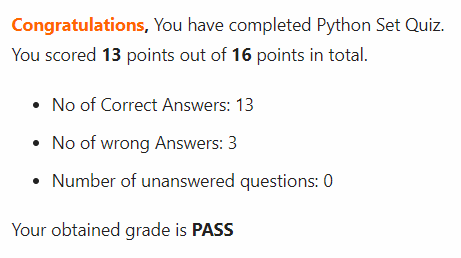 Congratulations, You have completed Python Set Quiz.
You scored 13 points out of 16 points in total.
• No of Correct Answers: 13
• No of wrong Answers: 3
• Number of unanswered questions: 0
Your obtained grade is PASS